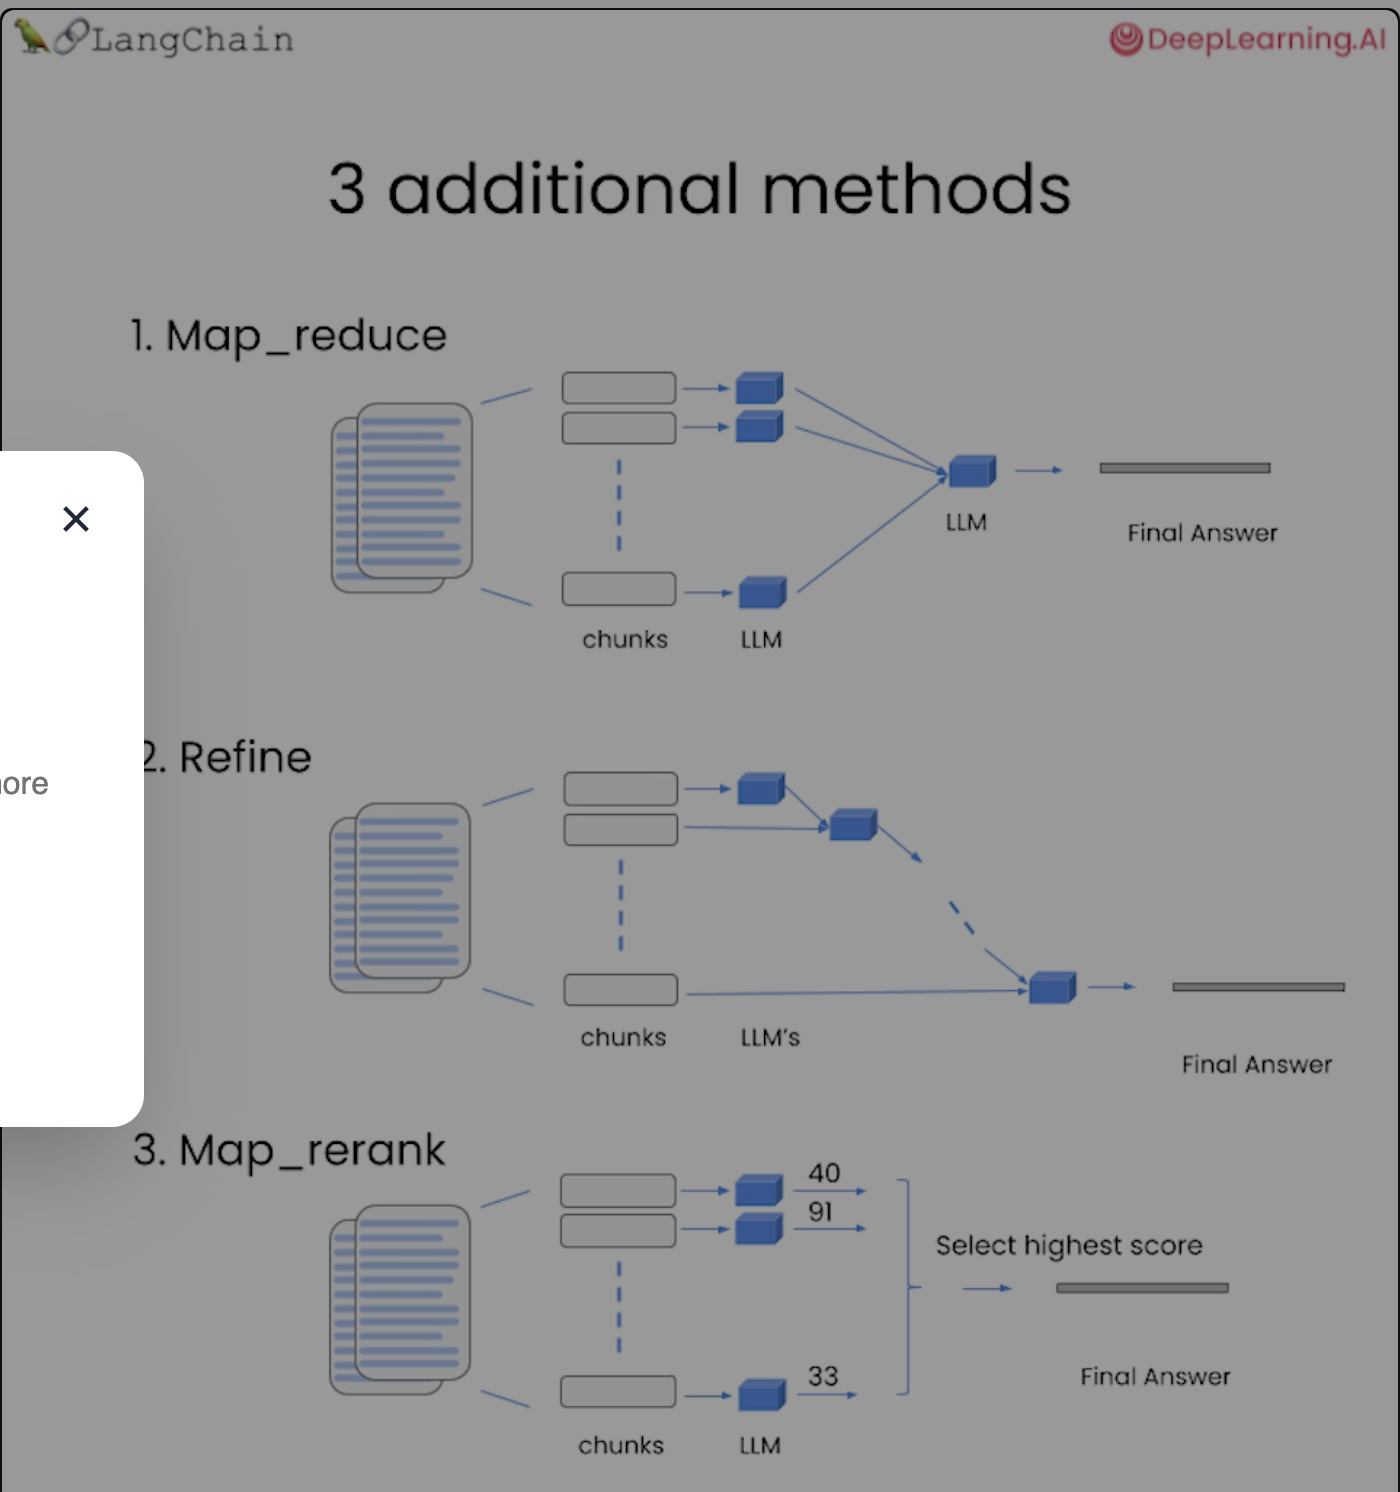 LangChain
DeepLearning.AI
3 additional methods
1. Map_reduce
LLM
Final Answer
chunks LLM
2. Refine
ore
chunks LLM's
Final Answer
3. Map_rerank
40
91
Select highest score
33
Final Answer
chunks LLM